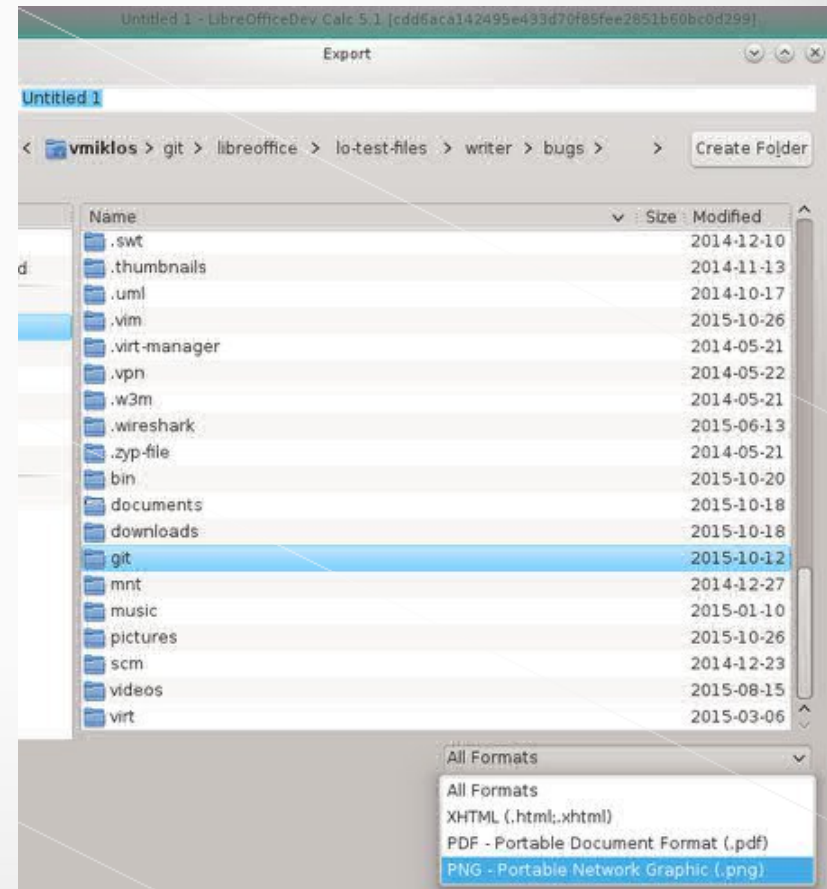 Untitled 1 - LibreOfficeDev Calc 5.1 [cdd6aca142495e433d70f85fee2851b60bc0d299]
Export
Untitled 1
< vmiklos > git > libreoffice > lo-test-files > writer > bugs > > Create Folder
Name Size Modified
.swt 2014-12-10
d .thumbnails 2014-11-13
.uml 2014-10-17
.vim 2015-10-26
.virt-manager 2014-05-21
.vpn 2014-05-22
.w3m 2014-05-21
.wireshark 2015-06-13
.zyp-file 2014-05-21
bin 2015-10-20
documents 2015-10-18
downloads 2015-10-18
git 2015-10-12
mnt 2014-12-27
music 2015-01-10
pictures 2015-10-26
scm 2014-12-23
videos 2015-08-15
virt 2015-03-06
All Formats
All Formats
XHTML (.html;.xhtml)
PDF - Portable Document Format (.pdf)
PNG - Portable Network Graphic (.png)